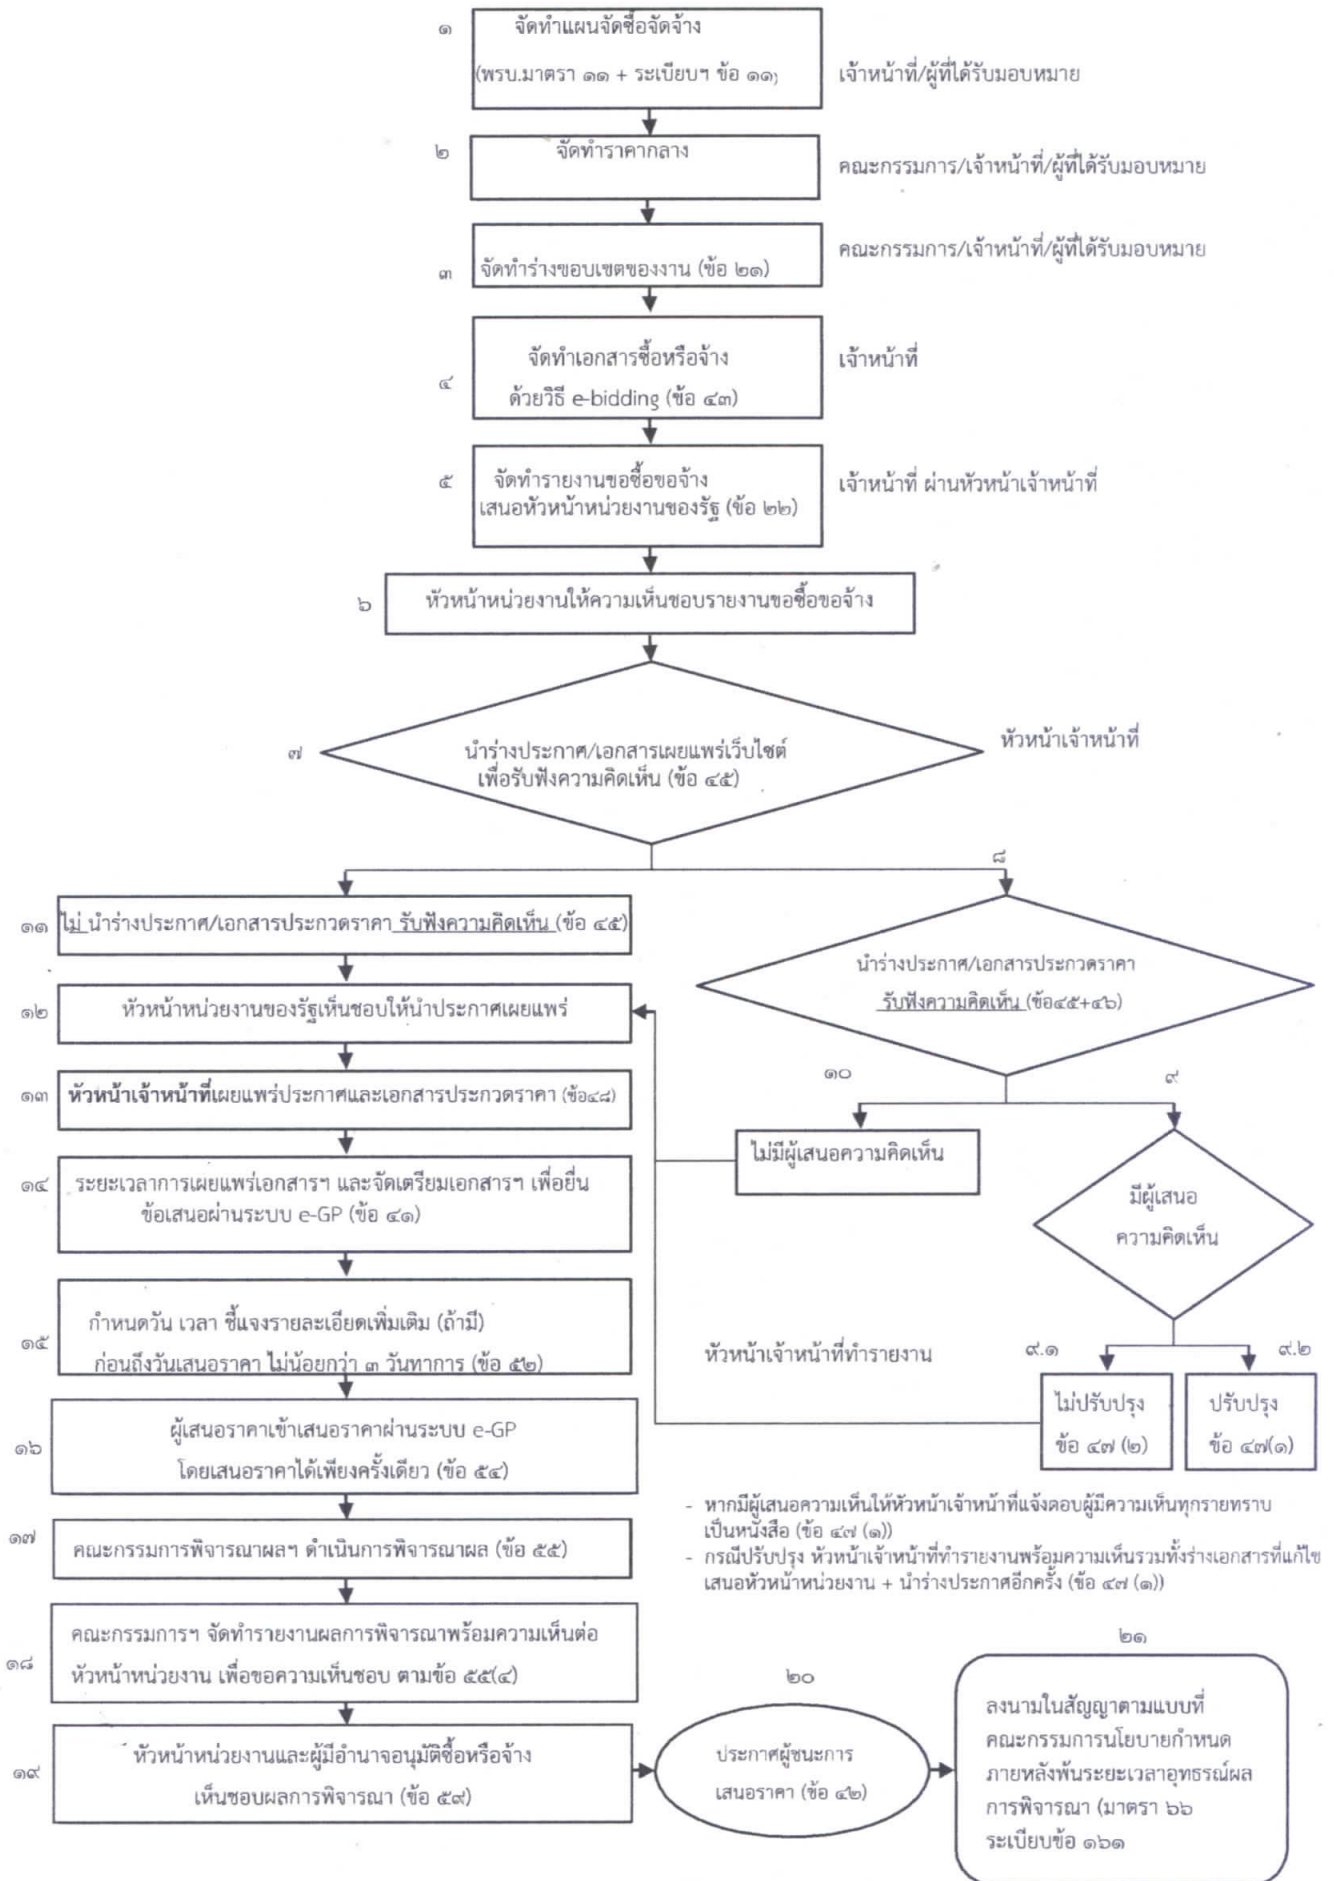 ๑
จัดทำแผนจัดซื้อจัดจ้าง
(พรบ.มาตรา ๑๑ + ระเบียบฯ ข้อ ๑๑)
เจ้าหน้าที่/ผู้ที่ได้รับมอบหมาย
๒
จัดทำราคากลาง
คณะกรรมการ/เจ้าหน้าที่/ผู้ที่ได้รับมอบหมาย
๓
จัดทำร่างขอบเขตของงาน (ข้อ ๒๑)
คณะกรรมการ/เจ้าหน้าที่/ผู้ที่ได้รับมอบหมาย
๔
จัดทำเอกสารซื้อหรือจ้าง
ด้วยวิธี e-bidding (ข้อ ๔๓)
เจ้าหน้าที่
๕
จัดทำรายงานขอซื้อขอจ้าง
เสนอหัวหน้าหน่วยงานของรัฐ (ข้อ ๒๒)
เจ้าหน้าที่ ผ่านหัวหน้าเจ้าหน้าที่
๖
หัวหน้าหน่วยงานให้ความเห็นชอบรายงานขอซื้อขอจ้าง
๗
นำร่างประกาศ/เอกสารเผยแพร่เว็บไซต์
เพื่อรับฟังความคิดเห็น (ข้อ ๔๕)
หัวหน้าเจ้าหน้าที่
๘
นำร่างประกาศ/เอกสารประกวดราคา
รับฟังความคิดเห็น (ข้อ๔๕+๔๖)
๑๐
ไม่มีผู้เสนอความคิดเห็น
๙
มีผู้เสนอ
ความคิดเห็น
หัวหน้าเจ้าหน้าที่ทำรายงาน
๙.๑
ไม่ปรับปรุง
ข้อ ๔๗ (๒)
๙.๒
ปรับปรุง
ข้อ ๔๗(๑)
- หากมีผู้เสนอความเห็นให้หัวหน้าเจ้าหน้าที่แจ้งตอบผู้มีความเห็นทุกรายทราบ
เป็นหนังสือ (ข้อ ๔๗ (๑))
- กรณีปรับปรุง หัวหน้าเจ้าหน้าที่ทำรายงานพร้อมความเห็นรวมทั้งร่างเอกสารที่แก้ไข
เสนอหัวหน้าหน่วยงาน + นำร่างประกาศอีกครั้ง (ข้อ ๔๗ (๑))
๑๑
ไม่ นำร่างประกาศ/เอกสารประกวดราคา รับฟังความคิดเห็น (ข้อ ๔๕)
๑๒
หัวหน้าหน่วยงานของรัฐเห็นชอบให้นำประกาศเผยแพร่
๑๓
หัวหน้าเจ้าหน้าที่เผยแพร่ประกาศและเอกสารประกวดราคา (ข้อ๔๘)
๑๔
ระยะเวลาการเผยแพร่เอกสารฯ และจัดเตรียมเอกสารฯ เพื่อยื่น
ข้อเสนอผ่านระบบ e-GP (ข้อ ๔๑)
๑๕
กำหนดวัน เวลา ชี้แจงรายละเอียดเพิ่มเติม (ถ้ามี)
ก่อนถึงวันเสนอราคา ไม่น้อยกว่า ๓ วันทาการ (ข้อ ๕๒)
๑๖
ผู้เสนอราคาเข้าเสนอราคาผ่านระบบ e-GP
โดยเสนอราคาได้เพียงครั้งเดียว (ข้อ ๕๔)
๑๗
คณะกรรมการพิจารณาผลฯ ดำเนินการพิจารณาผล (ข้อ ๕๕)
๑๘
คณะกรรมการฯ จัดทำรายงานผลการพิจารณาพร้อมความเห็นต่อ
หัวหน้าหน่วยงาน เพื่อขอความเห็นชอบ ตามข้อ ๕๕(๔)
๑๙
หัวหน้าหน่วยงานและผู้มีอำนาจอนุมัติซื้อหรือจ้าง
เห็นชอบผลการพิจารณา (ข้อ ๕๙)
๒๐
ประกาศผู้ชนะการ
เสนอราคา (ข้อ ๔๒)
๒๑
ลงนามในสัญญาตามแบบที่
คณะกรรมการนโยบายกำหนด
ภายหลังพ้นระยะเวลาอุทธรณ์ผล
การพิจารณา (มาตรา ๖๖
ระเบียบข้อ ๑๖๑